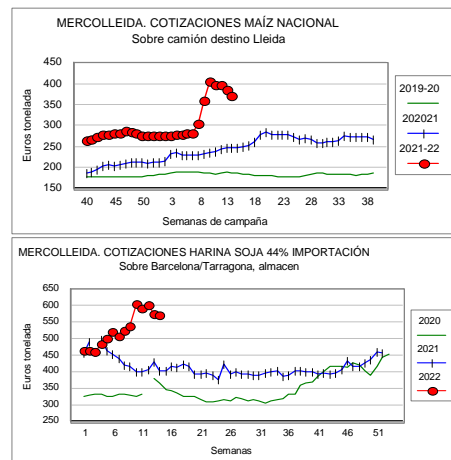 MERCOLLEIDA. COTIZACIONES MAÍZ NACIONAL
Sobre camión destino Lleida
Euros tonelada
450
400
350
300
250
200
150
40 45 50 3 8 13 18 23 28 33 38
Semanas de campaña
2019-20
202021
2021-22
MERCOLLEIDA. COTIZACIONES HARINA SOJA 44% IMPORTACIÓN
Sobre Barcelona/Tarragona, almacen
Euros tonelada
650
600
550
500
450
400
350
300
250
1 6 11 16 21 26 31 36 41 46 51
Semanas
2020
2021
2022